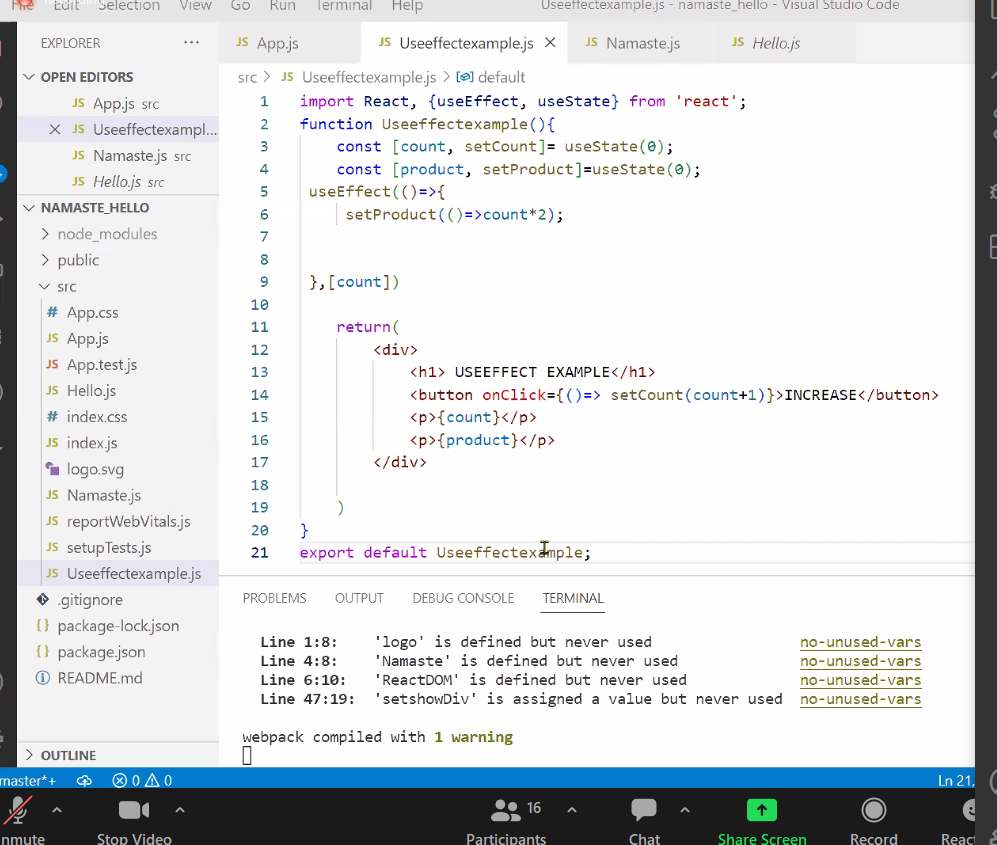 File Edit Selection View Go Run Terminal Help Useeffectexample.js - namaste_hello - Visual Studio Code
EXPLORER ···
OPEN EDITORS
JS App.js src
JS Useeffectexampl...
JS Namaste.js src
JS Hello.js src
NAMASTE_HELLO
node_modules
public
src
# App.css
JS App.js
JS App.test.js
JS Hello.js
# index.css
JS index.js
logo.svg
JS Namaste.js
JS reportWebVitals.js
JS setupTests.js
JS Useeffectexample.js
.gitignore
{} package-lock.json
{} package.json
README.md
OUTLINE
JS App.js JS Useeffectexample.js JS Namaste.js JS Hello.js
src > JS Useeffectexample.js > default
1 import React, {useEffect, useState} from 'react';
2 function Useeffectexample(){
3 const [count, setCount]= useState(0);
4 const [product, setProduct]=useState(0);
5 useEffect(()=>{
6 setProduct(()=>count*2);
7
8
9 },[count])
10
11 return(
12 <div>
13 <h1> USEEFFECT EXAMPLE</h1>
14 <button onClick={()=> setCount(count+1)}>INCREASE</button>
15 <p>{count}</p>
16 <p>{product}</p>
17 </div>
18
19 )
20 }
21 export default Useeffectexample;
PROBLEMS OUTPUT DEBUG CONSOLE TERMINAL
Line 1:8: 'logo' is defined but never used no-unused-vars
Line 4:8: 'Namaste' is defined but never used no-unused-vars
Line 6:10: 'ReactDOM' is defined but never used no-unused-vars
Line 47:19: 'setshowDiv' is assigned a value but never used no-unused-vars
webpack compiled with 1 warning
master*+ 0 0 Ln 21,
nmute Stop Video Participants 16 Chat Share Screen Record React